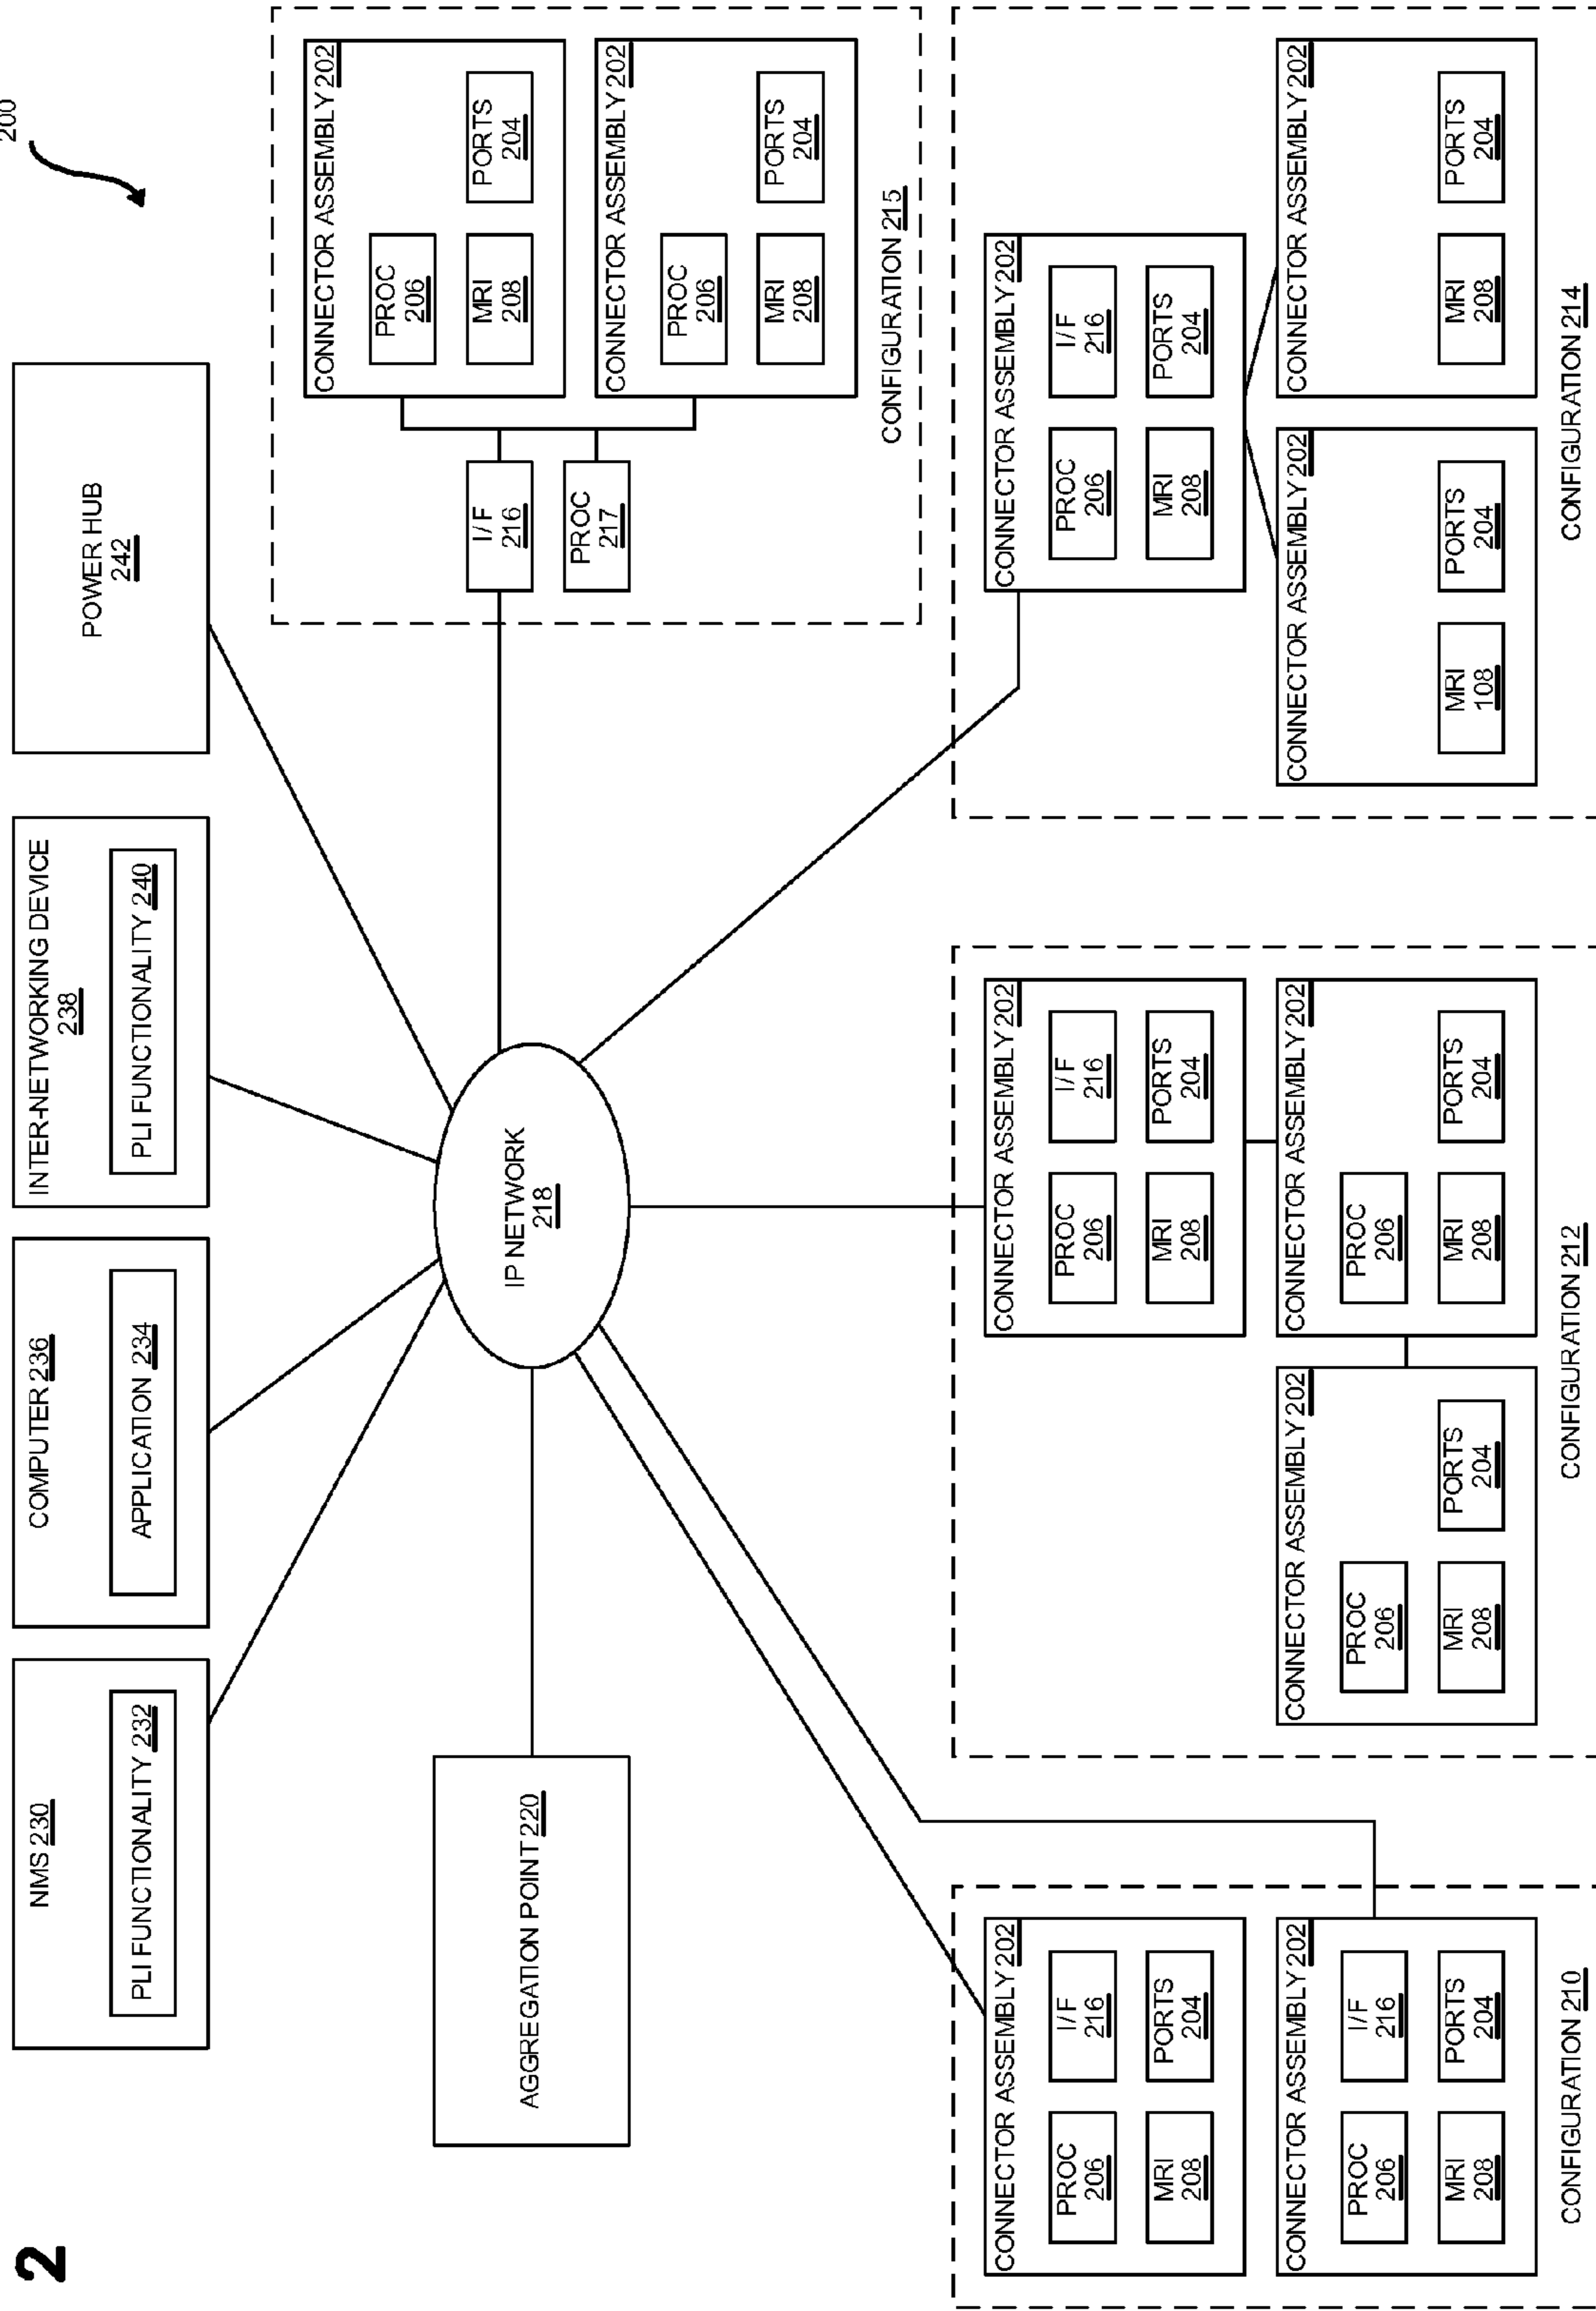 2
200
NMS 230
PLI FUNCTIONALITY 232
COMPUTER 236
APPLICATION 234
INTER-NETWORKING DEVICE
238
PLI FUNCTIONALITY 240
POWER HUB
242
AGGREGATION POINT 220
IP NETWORK
218
I/F
216
PROC
217
CONNECTOR ASSEMBLY 202
PROC
206
MRI
208
PORTS
204
CONNECTOR ASSEMBLY 202
PROC
206
MRI
208
PORTS
204
CONFIGURATION 215
CONNECTOR ASSEMBLY 202
PROC
206
I/F
216
MRI
208
PORTS
204
CONNECTOR ASSEMBLY 202
PROC
206
I/F
216
MRI
208
PORTS
204
CONFIGURATION 210
CONNECTOR ASSEMBLY 202
PROC
206
I/F
216
MRI
208
PORTS
204
CONNECTOR ASSEMBLY 202
PROC
206
MRI
208
PORTS
204
CONNECTOR ASSEMBLY 202
PROC
206
MRI
208
PORTS
204
CONFIGURATION 212
CONNECTOR ASSEMBLY 202
PROC
206
I/F
216
MRI
208
PORTS
204
CONNECTOR ASSEMBLY 202
MRI
108
PORTS
204
CONNECTOR ASSEMBLY 202
MRI
208
PORTS
204
CONFIGURATION 214